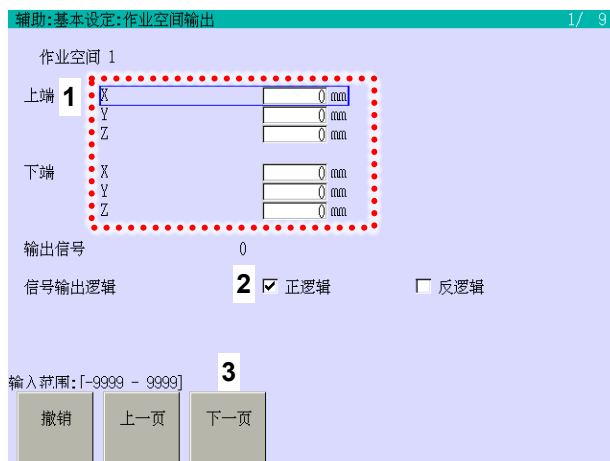 辅助:基本设定:作业空间输出 1/ 9
作业空间 1
上端 1 X 0 mm
Y 0 mm
Z 0 mm
下端 X 0 mm
Y 0 mm
Z 0 mm
输出信号 0
信号输出逻辑 2 正逻辑 反逻辑
3
输入范围:[-9999 - 9999]
撤销 上一页 下一页